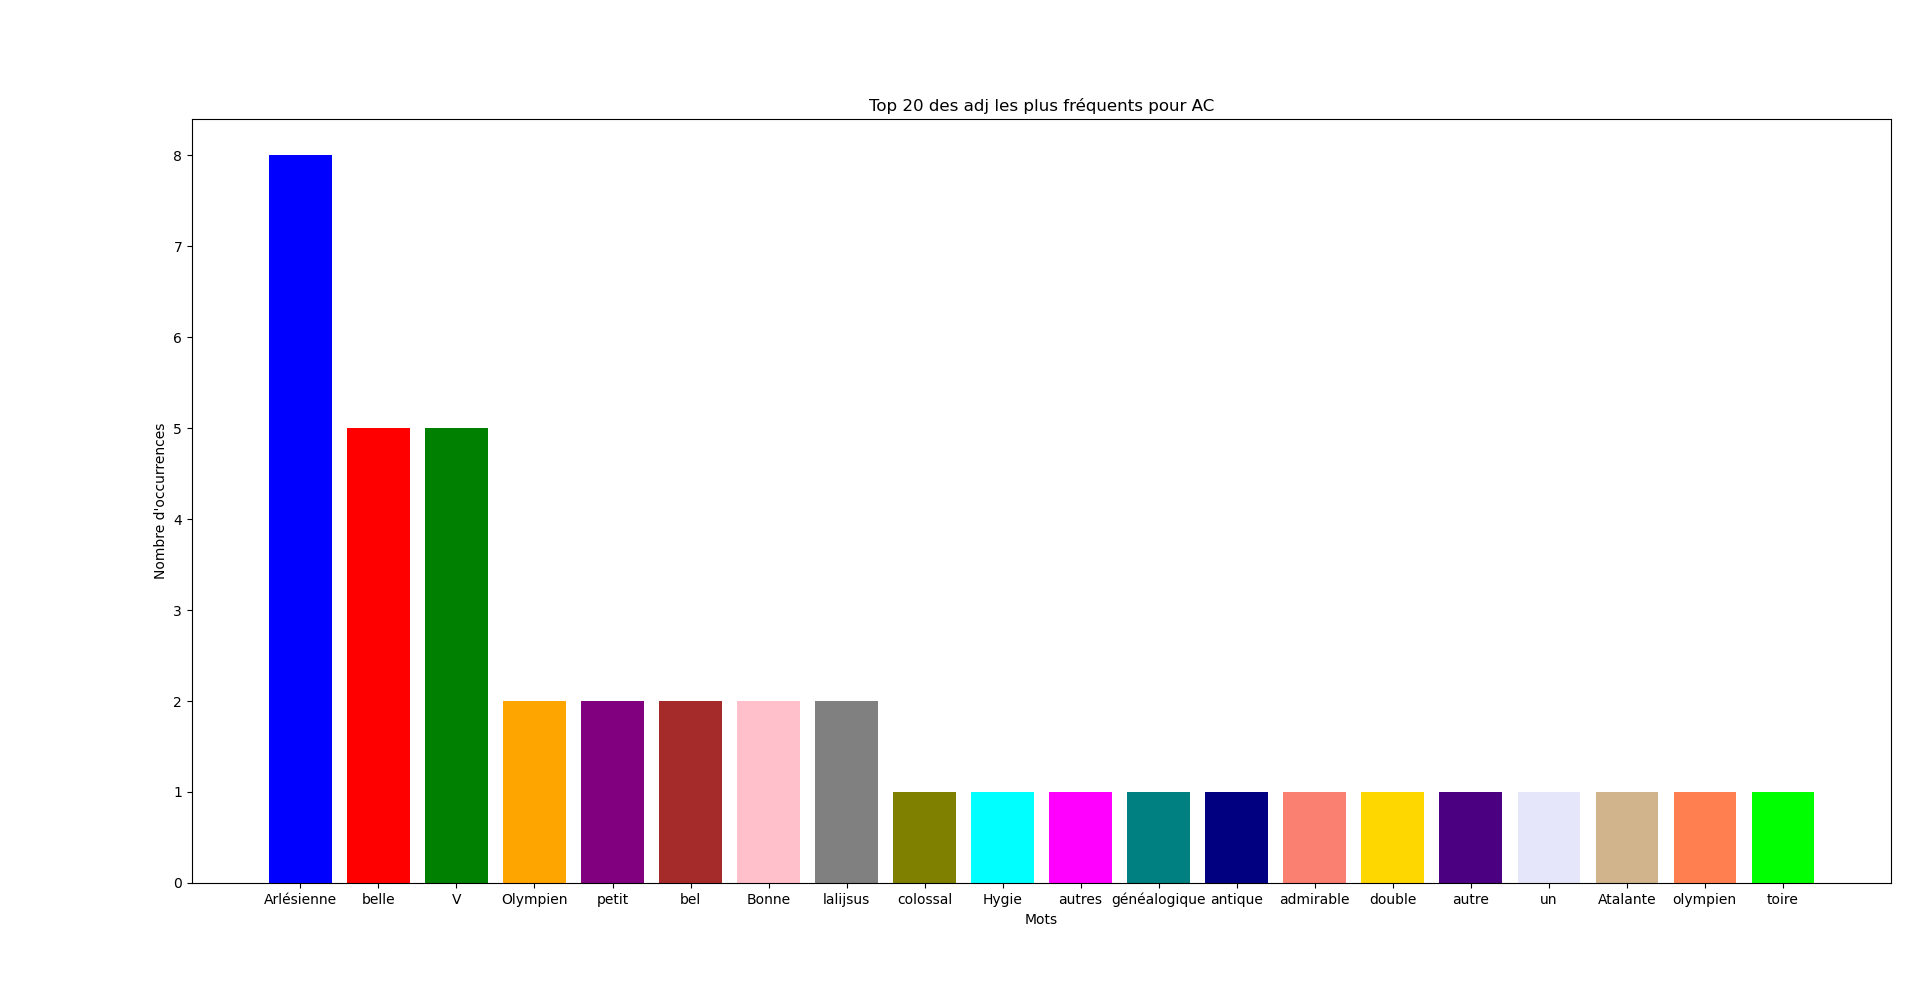 Top 20 des adj les plus fréquents pour AC
8
7
6
5
4
3
2
1
0
Nombre d'occurrences
Arlésienne belle V Olympien petit bel Bonne lalijsus colossal Hygie autres généalogique antique admirable double autre un Atalante olympien toire
Mots